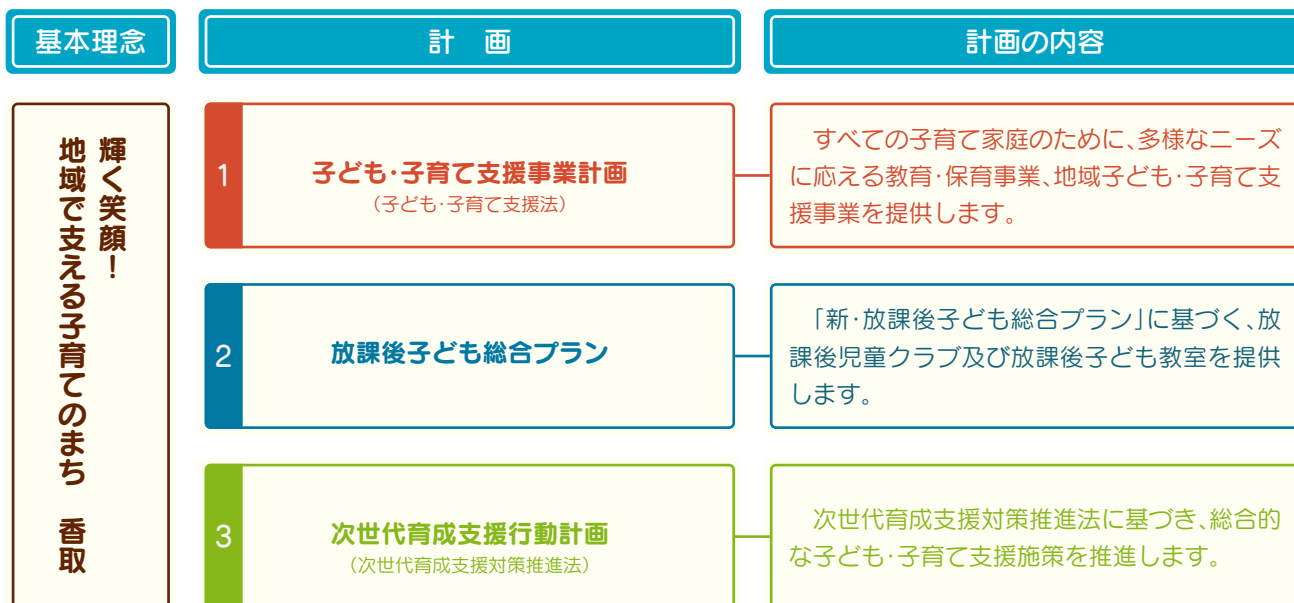 基本理念
計　画
計画の内容
輝く笑顔！
地域で支える子育てのまち　香取
1
子ども・子育て支援事業計画
（子ども・子育て支援法）
すべての子育て家庭のために、多様なニーズ
に応える教育・保育事業、地域子ども・子育て支
援事業を提供します。
2
放課後子ども総合プラン
「新・放課後子ども総合プラン」に基づく、放
課後児童クラブ及び放課後子ども教室を提供
します。
3
次世代育成支援行動計画
（次世代育成支援対策推進法）
次世代育成支援対策推進法に基づき、総合的
な子ども・子育て支援施策を推進します。